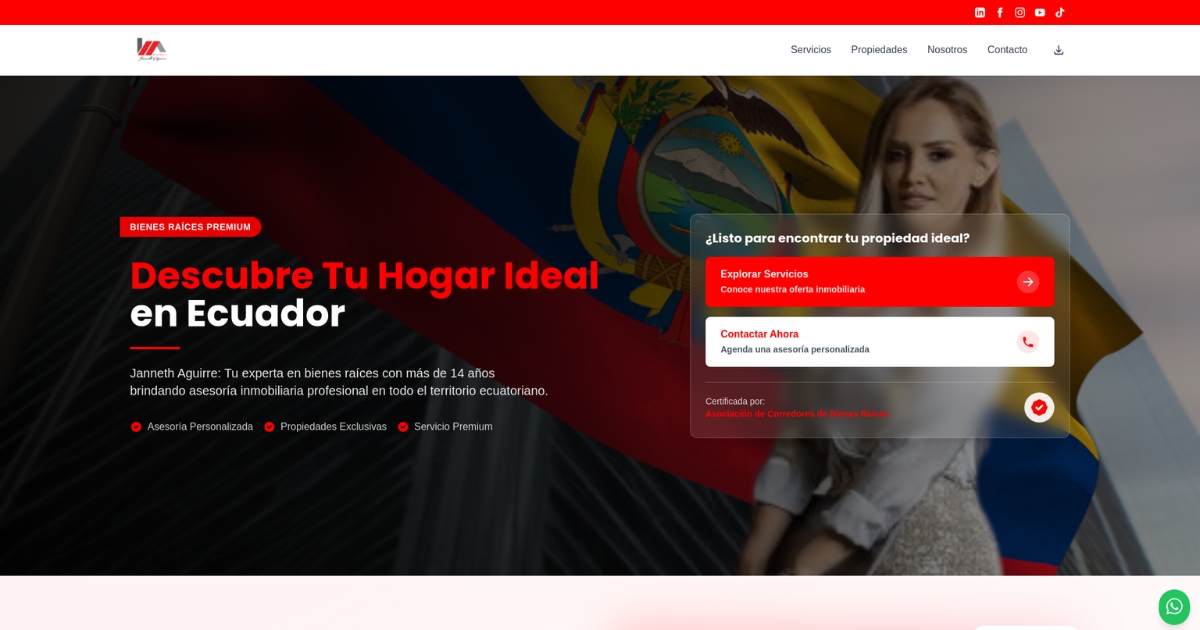 Servicios
Propiedades
Nosotros
Contacto
BIENES RAÍCES PREMIUM
Descubre Tu Hogar Ideal
en Ecuador
Janneth Aguirre: Tu experta en bienes raíces con más de 14 años
brindando asesoría inmobiliaria profesional en todo el territorio ecuatoriano.
Asesoría Personalizada
Propiedades Exclusivas
Servicio Premium
¿Listo para encontrar tu propiedad ideal?
Explorar Servicios
Conoce nuestra oferta inmobiliaria
Contactar Ahora
Agenda una asesoría personalizada
Certificada por:
Asociación de Corredores de Bienes Raíces